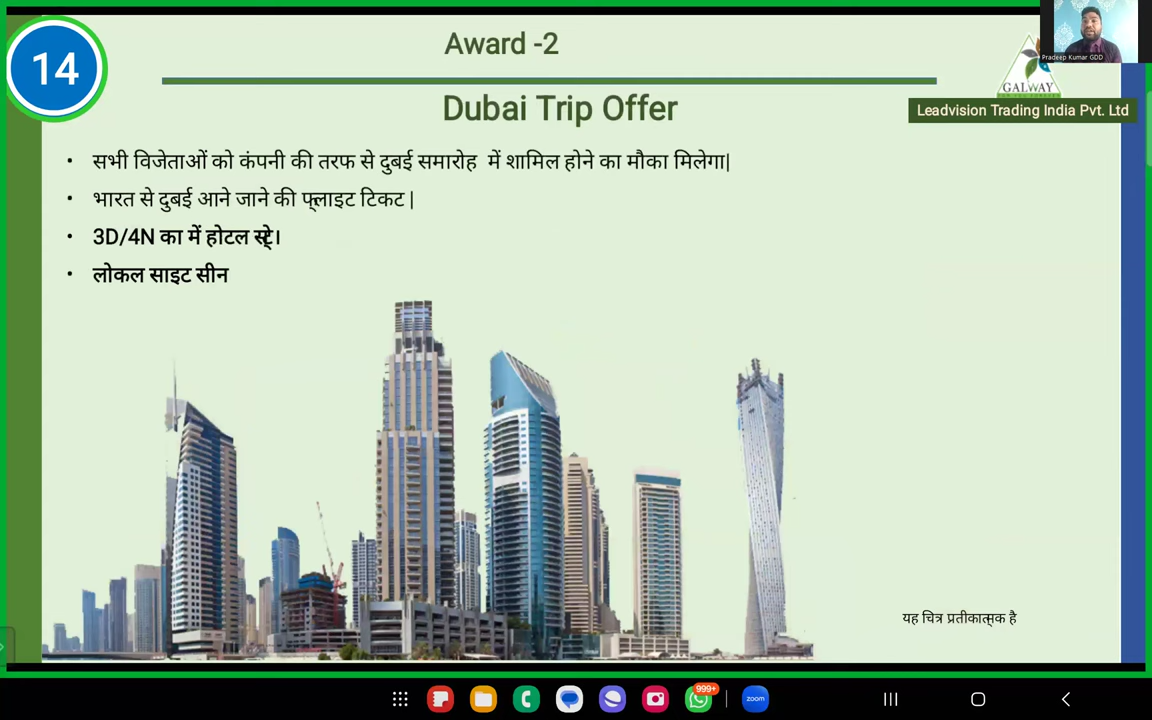 14
Award -2
Pradeep Kumar GDD
GALWAY
Leadvision Trading India Pvt. Ltd
Dubai Trip Offer
• सभी विजेताओं को कंपनी की तरफ से दुबई समारोह में शामिल होने का मौका मिलेगा|
• भारत से दुबई आने जाने की फ्लाइट टिकट |
• 3D/4N का में होटल स्टे।
• लोकल साइट सीन
यह चित्र प्रतीकात्मक है
999+
zoom